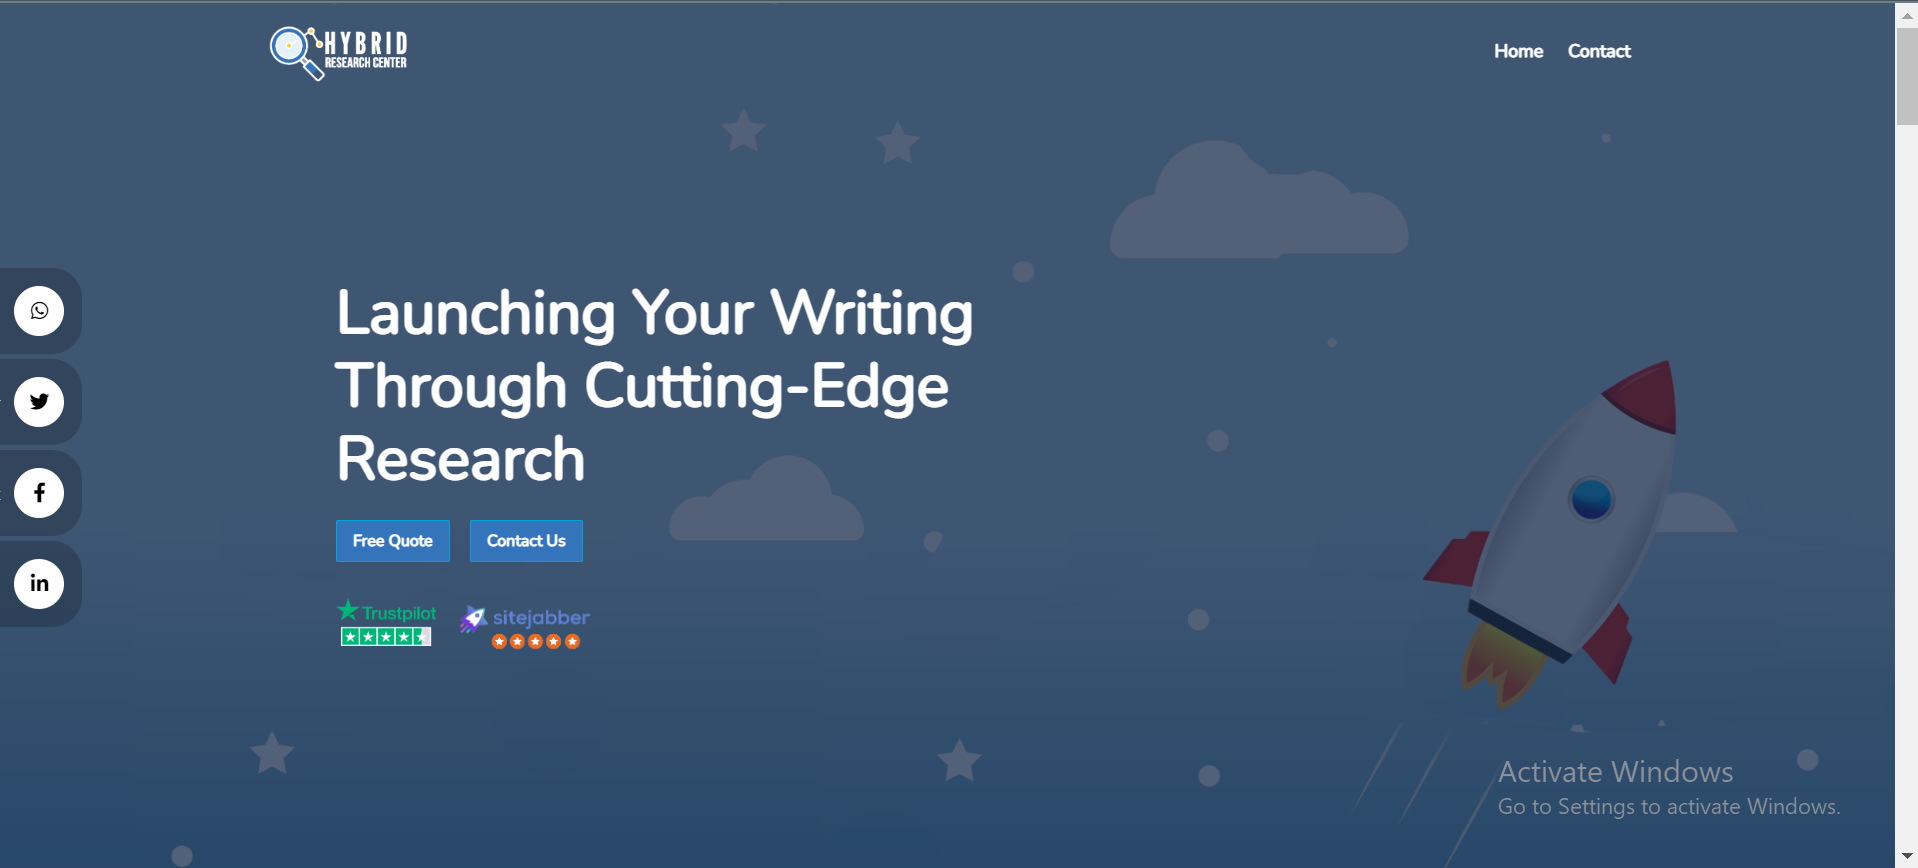 HYBRID
RESEARCH CENTER
Home Contact
Launching Your Writing
Through Cutting-Edge
Research
Free Quote Contact Us
Trustpilot sitejabber
Activate Windows
Go to Settings to activate Windows.